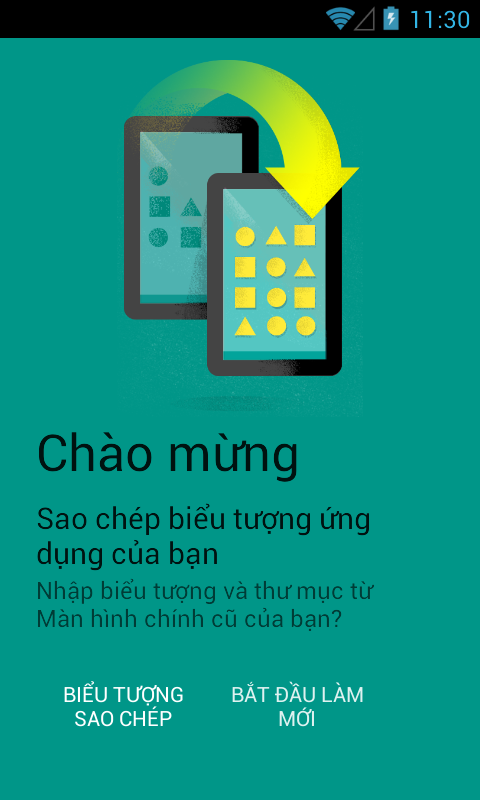 11:30
Chào mừng
Sao chép biểu tượng ứng
dụng của bạn
Nhập biểu tượng và thư mục từ
Màn hình chính cũ của bạn?
BIỂU TƯỢNG
SAO CHÉP
BẮT ĐẦU LÀM
MỚI